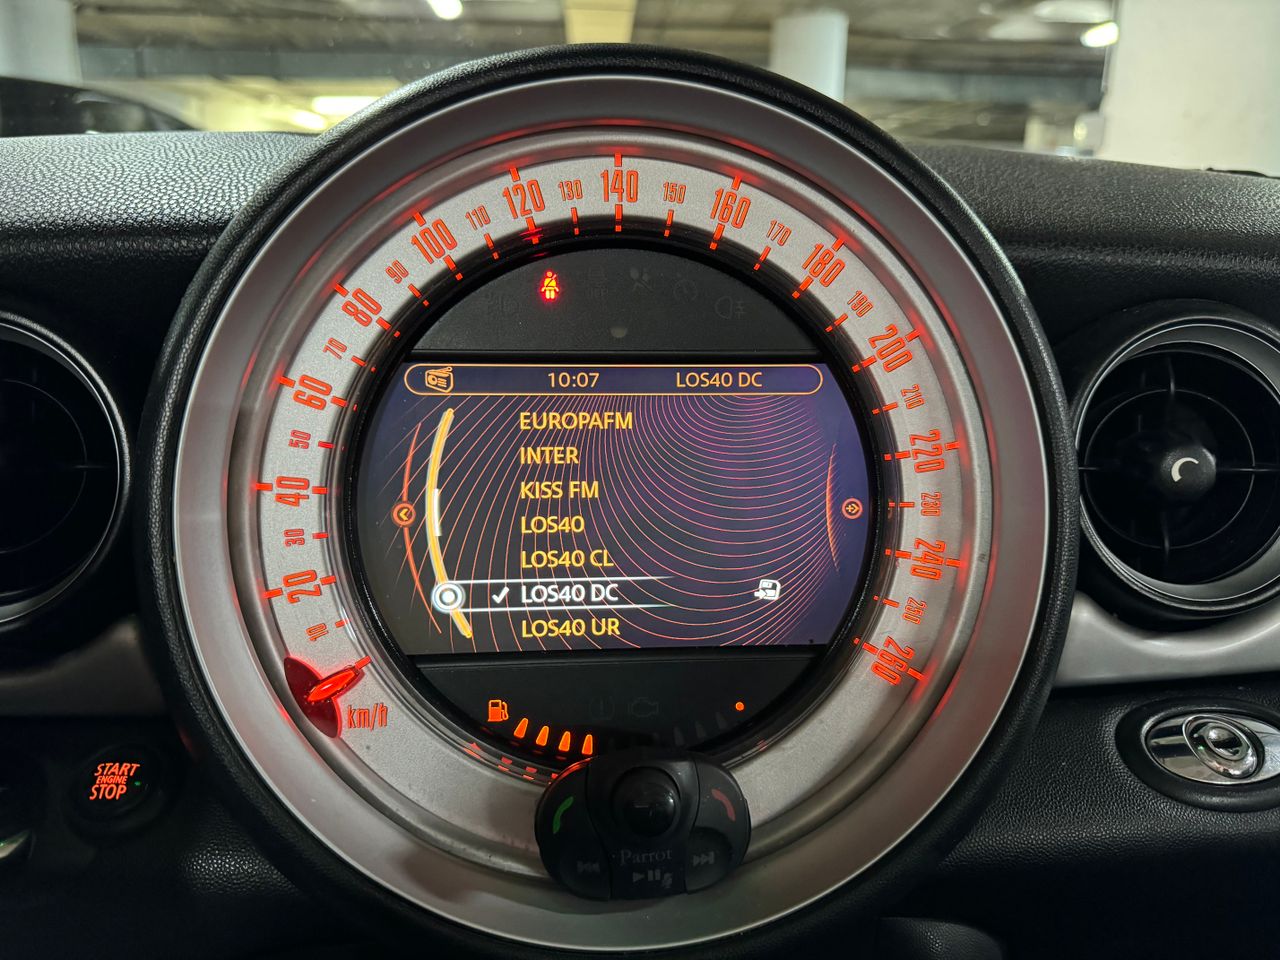 10
20
30
40
50
60
70
80
90
100
110
120
130
140
150
160
170
180
190
200
210
220
230
240
250
260
km/h
10:07 LOS40 DC
EUROPAFM
INTER
KISS FM
LOS40
LOS40 CL
LOS40 DC
LOS40 UR
START
ENGINE
STOP
Parrot